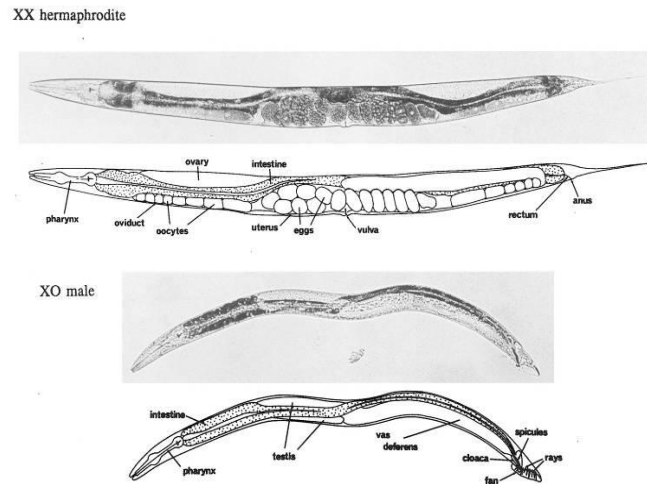 XX hermaphrodite
ovary
intestine
pharynx
oviduct
oocytes
uterus
eggs
vulva
rectum
anus
XO male
intestine
pharynx
testis
vas
deferens
spicules
cloaca
rays
fan